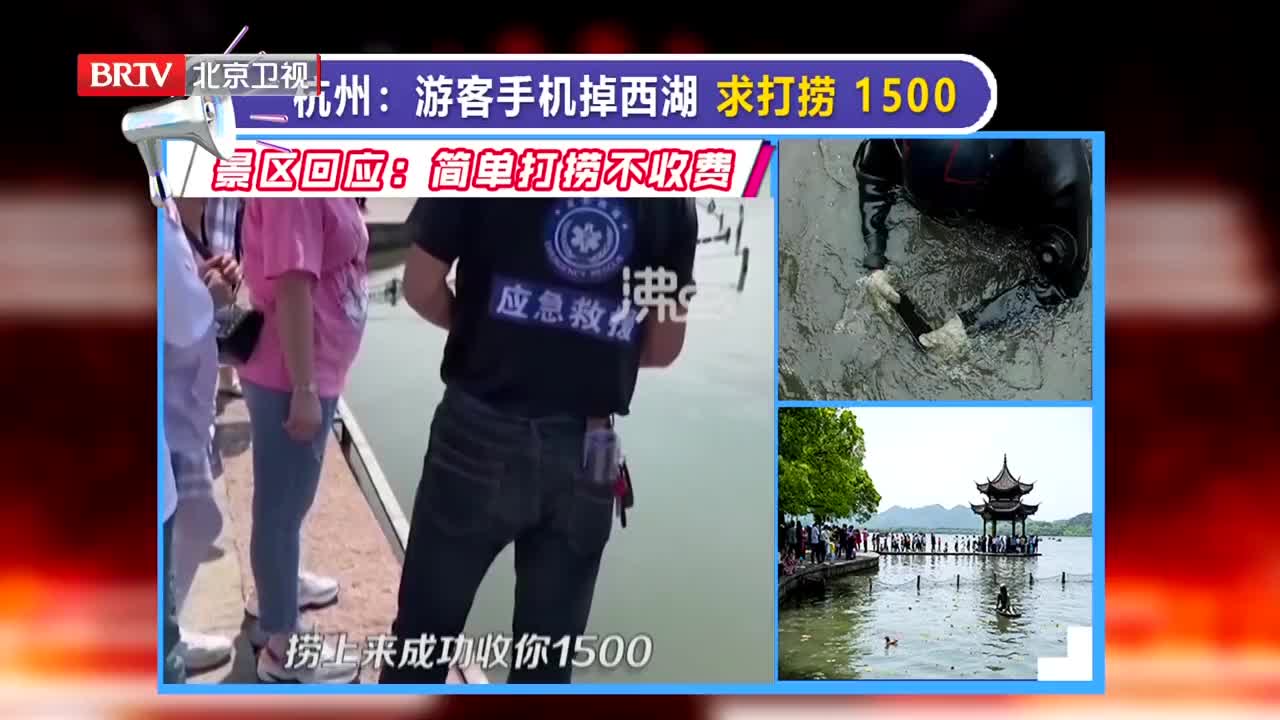 BRTV 北京卫视
杭州：游客手机掉西湖 求打捞 1500
景区回应：简单打捞不收费
EMERGENCY RESCUE
应急救援
沸
捞上来成功收你1500